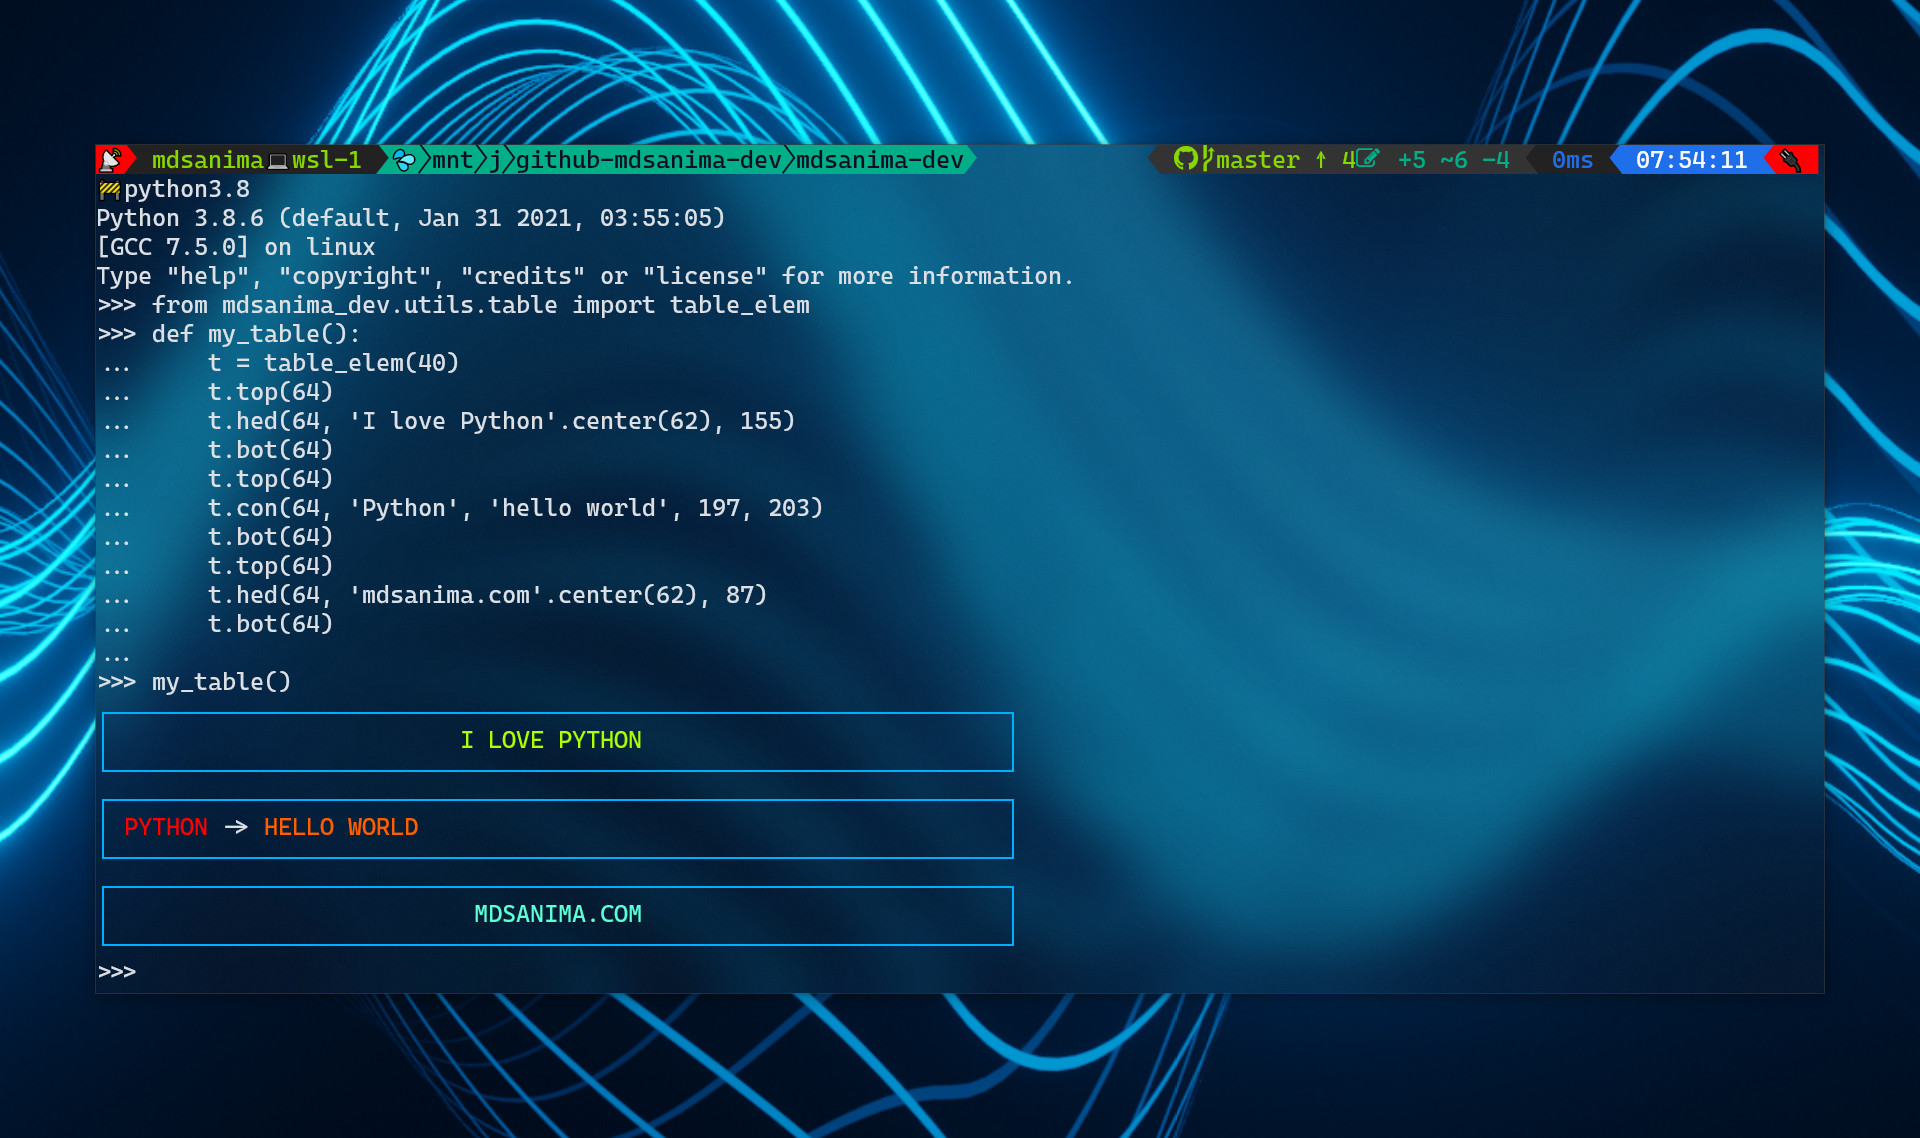 mdsanima wsl-1 mnt j github-mdsanima-dev mdsanima-dev master ↑ 4 +5 ~6 -4 0ms 07:54:11
python3.8
Python 3.8.6 (default, Jan 31 2021, 03:55:05)
[GCC 7.5.0] on linux
Type "help", "copyright", "credits" or "license" for more information.
>>> from mdsanima_dev.utils.table import table_elem
>>> def my_table():
...     t = table_elem(40)
...     t.top(64)
...     t.hed(64, 'I love Python'.center(62), 155)
...     t.bot(64)
...     t.top(64)
...     t.con(64, 'Python', 'hello world', 197, 203)
...     t.bot(64)
...     t.top(64)
...     t.hed(64, 'mdsanima.com'.center(62), 87)
...     t.bot(64)
...
>>> my_table()
I LOVE PYTHON
PYTHON -> HELLO WORLD
MDSANIMA.COM
>>>